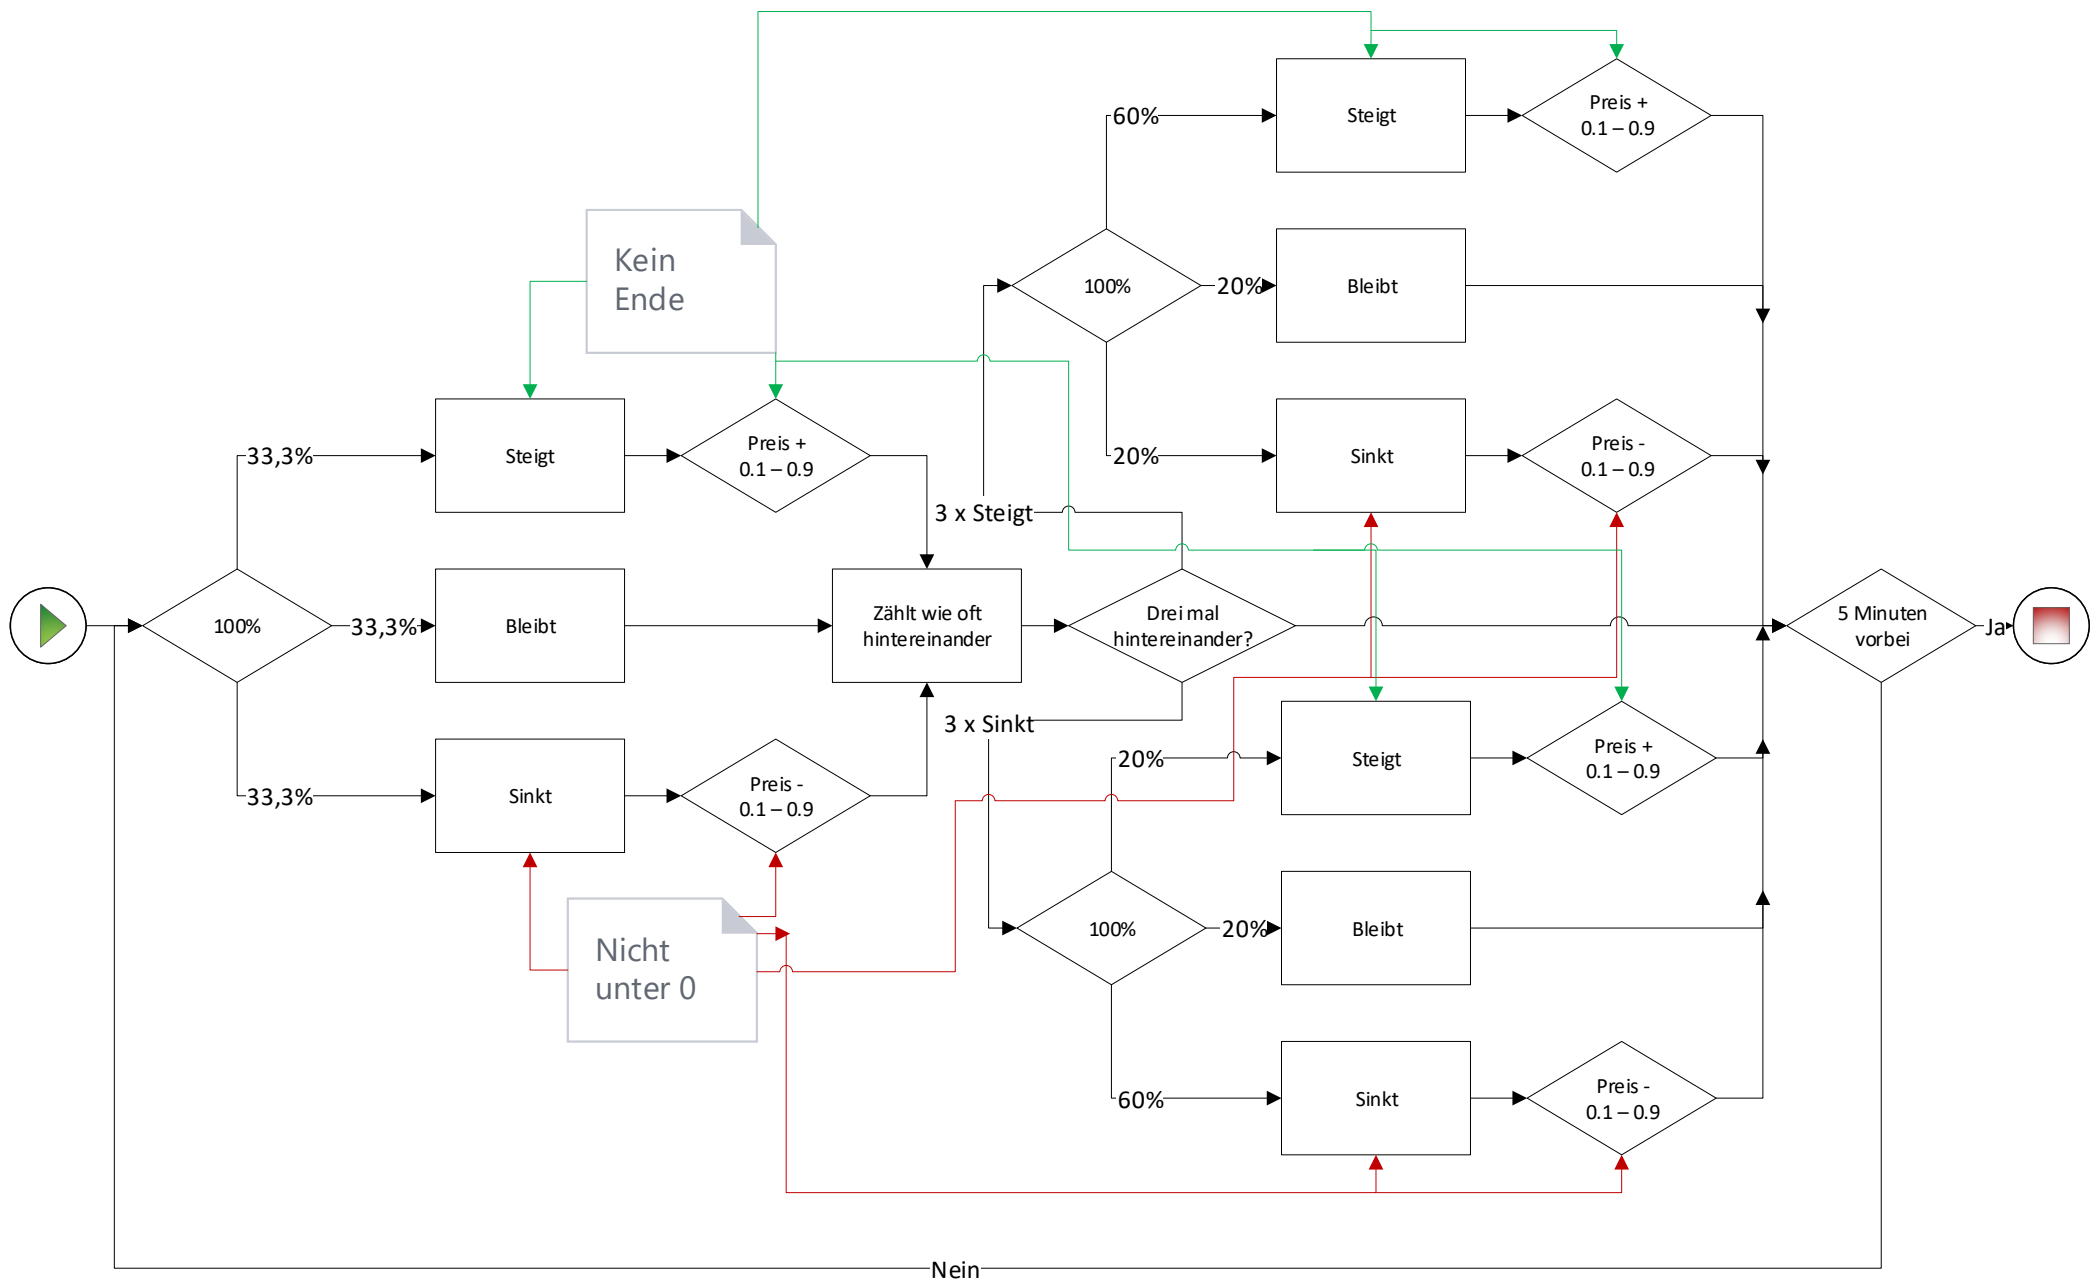 60%
Steigt
Preis +
0.1 – 0.9
Kein
Ende
100%
20%
Bleibt
33,3%
Steigt
Preis +
0.1 – 0.9
20%
Sinkt
Preis -
0.1 – 0.9
3 x Steigt
100%
33,3%
Bleibt
Zählt wie oft
hintereinander
Drei mal
hintereinander?
5 Minuten
vorbei
Ja
3 x Sinkt
33,3%
Sinkt
Preis -
0.1 – 0.9
20%
Steigt
Preis +
0.1 – 0.9
Nicht
unter 0
100%
20%
Bleibt
60%
Sinkt
Preis -
0.1 – 0.9
Nein